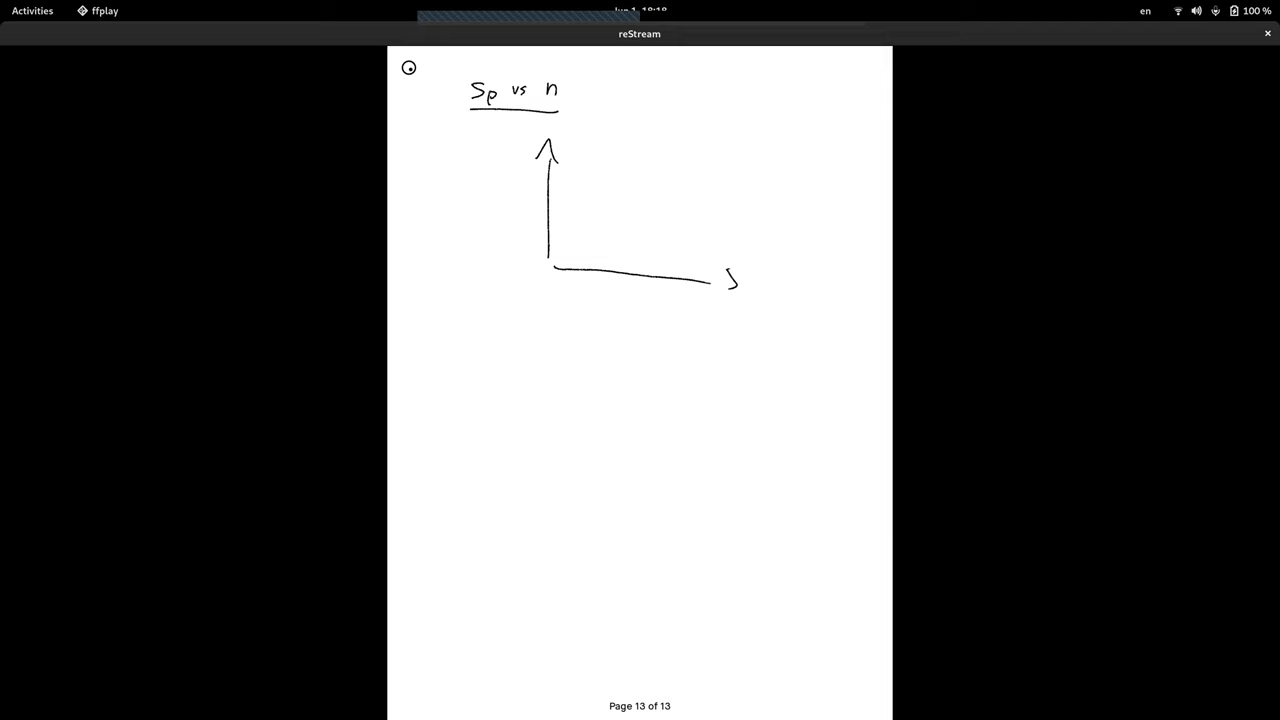 Activities ffplay en 100 %
reStream
Sp vs n
Page 13 of 13